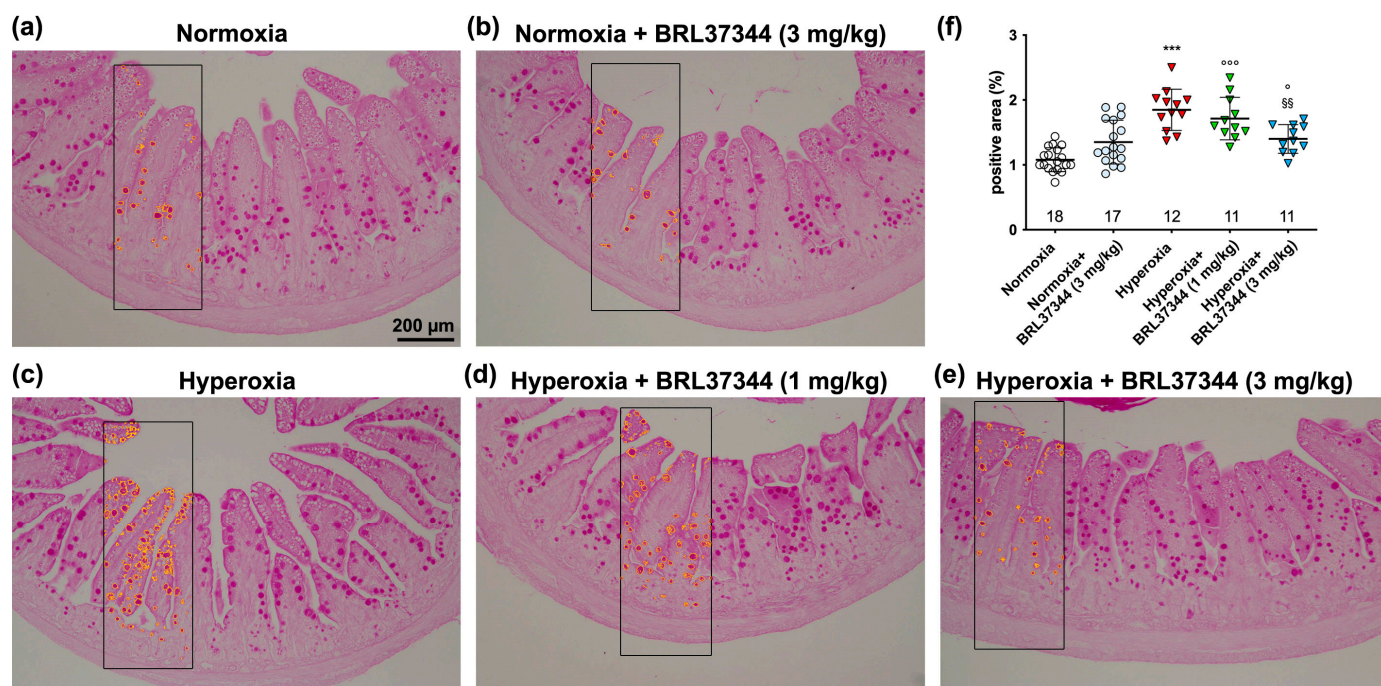 (a)
Normoxia
200 µm
(b)
Normoxia + BRL37344 (3 mg/kg)
(f)
positive area (%)
3
2
1
0
***
°°°
°
§§
18
17
12
11
11
Normoxia
Normoxia+
BRL37344 (3 mg/kg)
Hyperoxia
Hyperoxia+
BRL37344 (1 mg/kg)
Hyperoxia+
BRL37344 (3 mg/kg)
(c)
Hyperoxia
(d)
Hyperoxia + BRL37344 (1 mg/kg)
(e)
Hyperoxia + BRL37344 (3 mg/kg)